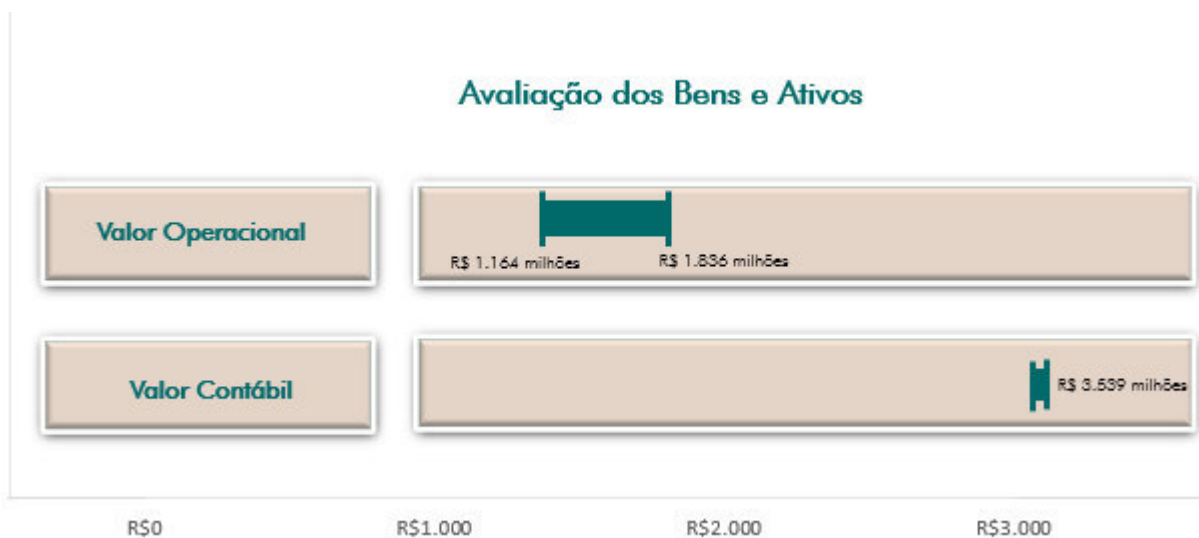 Avaliação dos Bens e Ativos
Valor Operacional
R$ 1.164 milhões
R$ 1.836 milhões
Valor Contábil
R$ 3.539 milhões
R$0
R$1.000
R$2.000
R$3.000